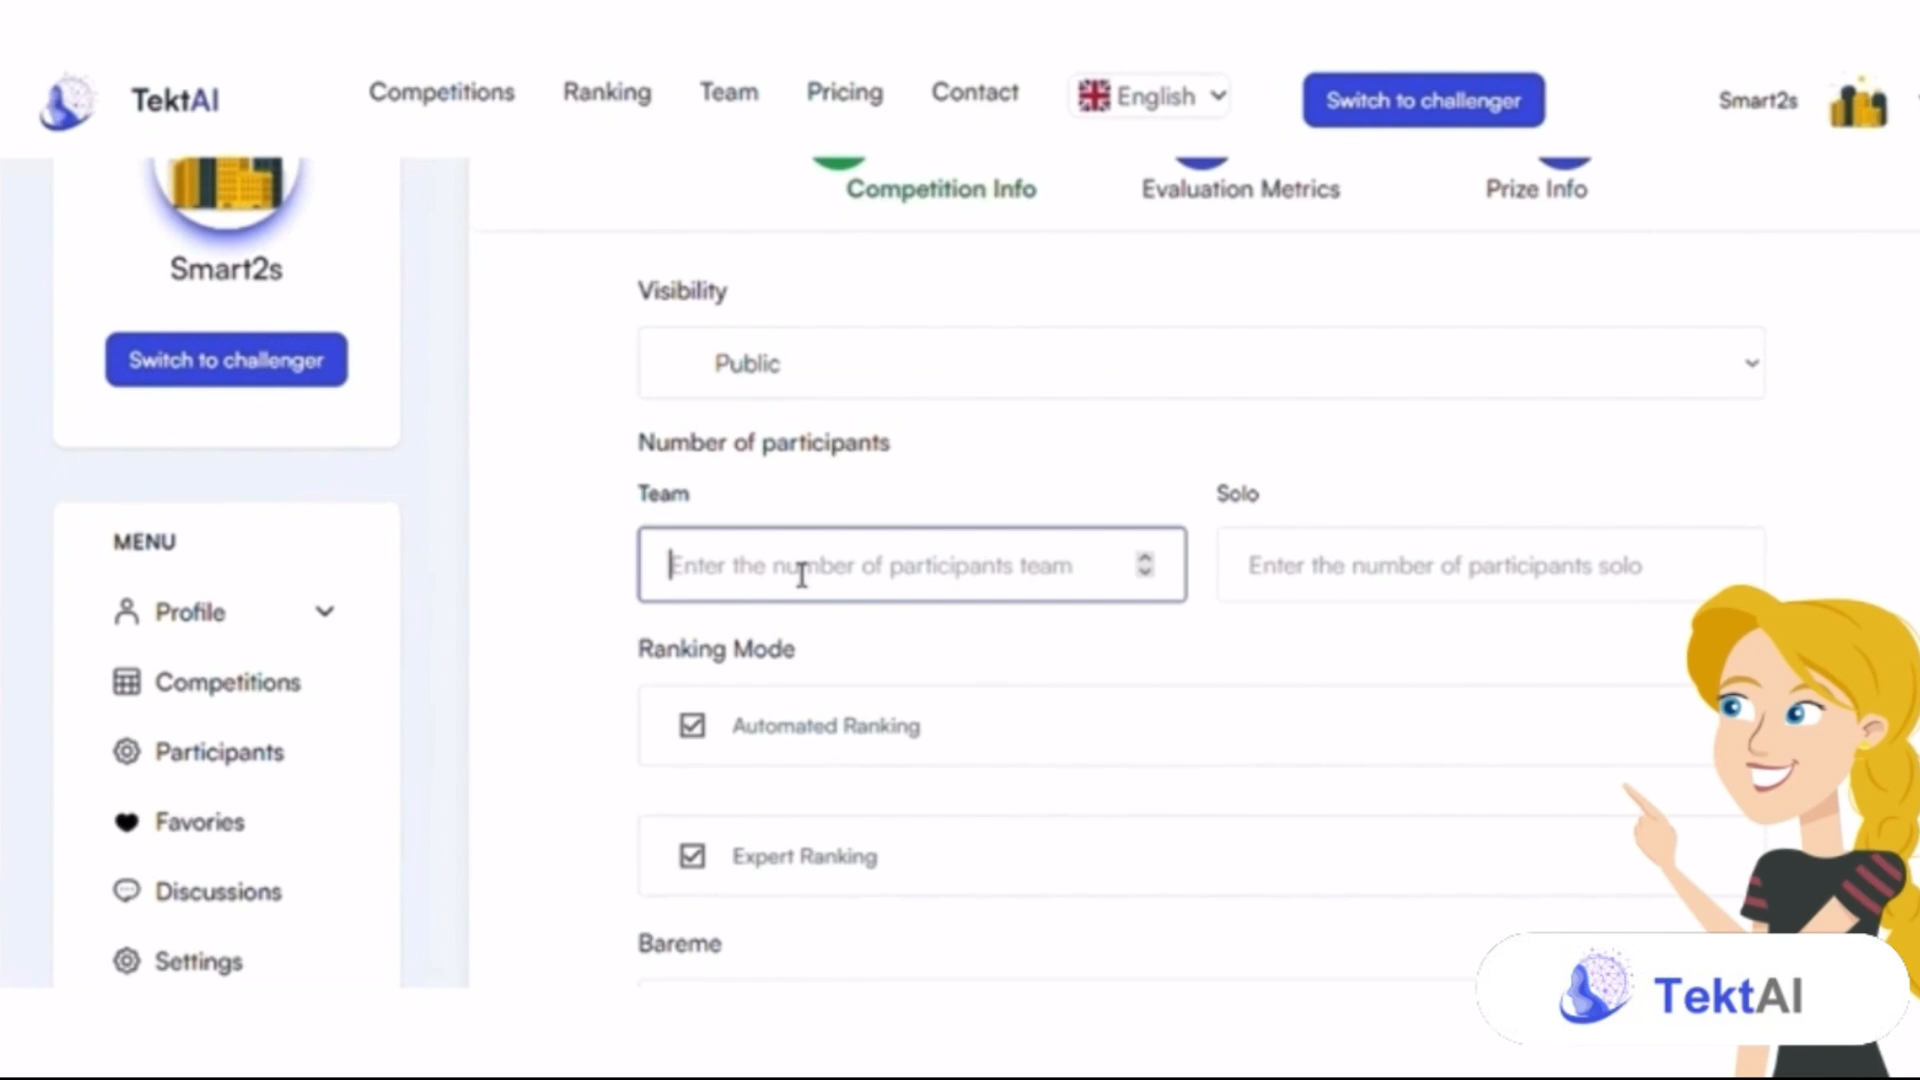 TektAI
Competitions
Ranking
Team
Pricing
Contact
English
Switch to challenger
Smart2s
Competition Info
Evaluation Metrics
Prize Info
Smart2s
Switch to challenger
MENU
Profile
Competitions
Participants
Favories
Discussions
Settings
Visibility
Public
Number of participants
Team
Solo
Enter the number of participants team
Enter the number of participants solo
Ranking Mode
Automated Ranking
Expert Ranking
Bareme
TektAI